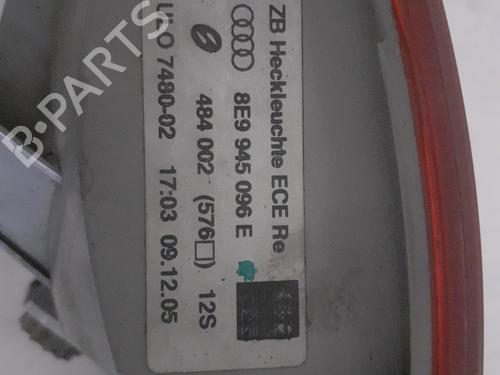 ZB Heckleuchte ECE Re
8E9 945 096 E
484 002 (576□) 12S
ULO 7480-02 17:03 09.12.05
B-PARTS